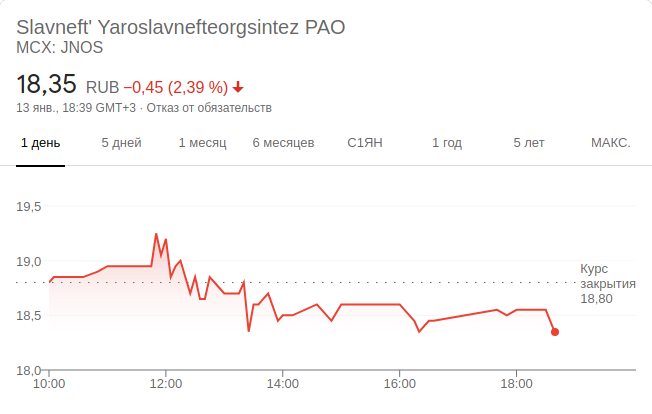 Slavneft' Yaroslavnefteorgsintez PAO
MCX: JNOS
18,35 RUB −0,45 (2,39 %)
13 янв., 18:39 GMT+3 · Отказ от обязательств
1 день 5 дней 1 месяц 6 месяцев С1ЯН 1 год 5 лет МАКС.
19,5
19,0
Курс
закрытия
18,80
18,5
18,0
10:00 12:00 14:00 16:00 18:00